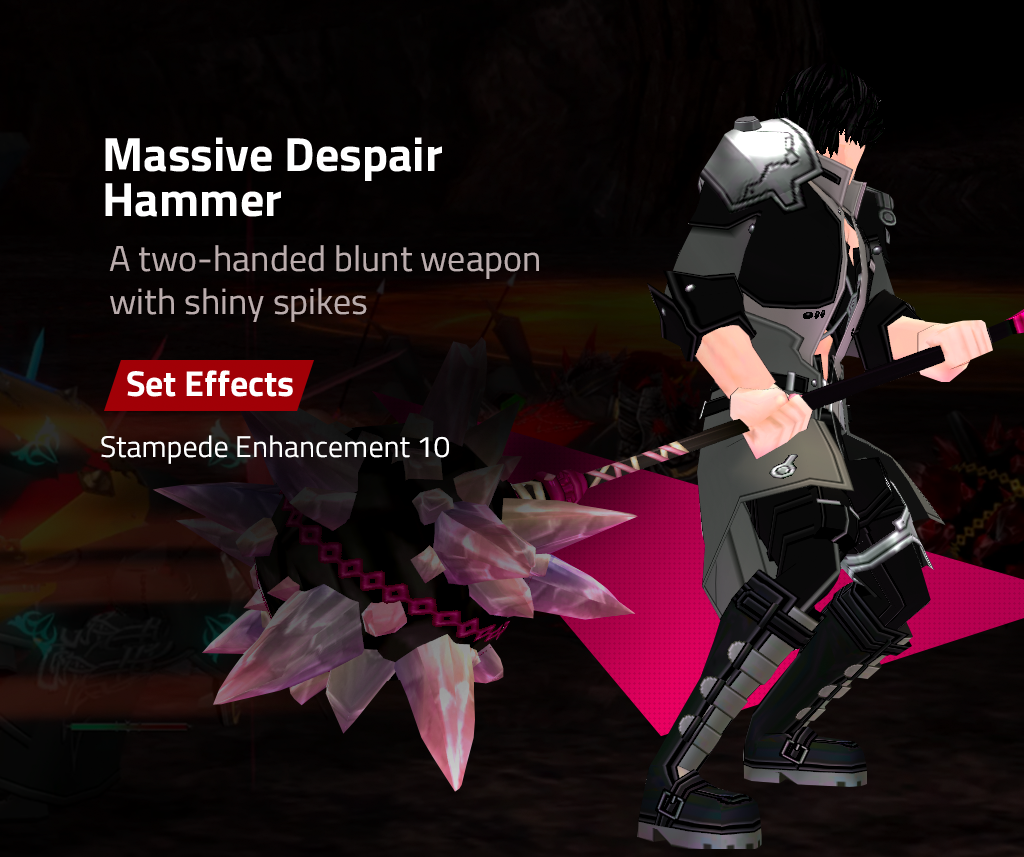 Massive Despair
Hammer
A two-handed blunt weapon
with shiny spikes
Set Effects
Stampede Enhancement 10